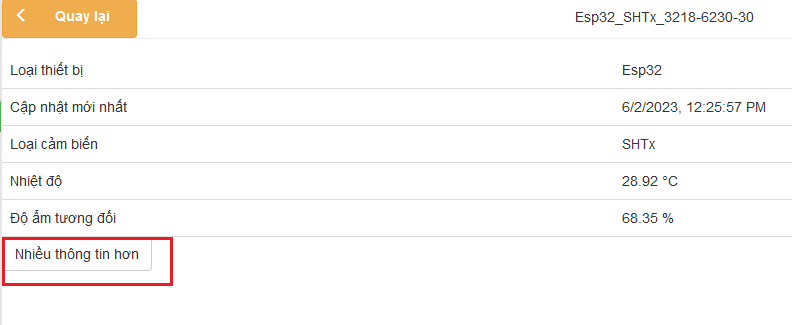 Quay lại Esp32_SHTx_3218-6230-30
Loại thiết bị Esp32
Cập nhật mới nhất 6/2/2023, 12:25:57 PM
Loại cảm biến SHTx
Nhiệt độ 28.92 °C
Độ ẩm tương đối 68.35 %
Nhiều thông tin hơn